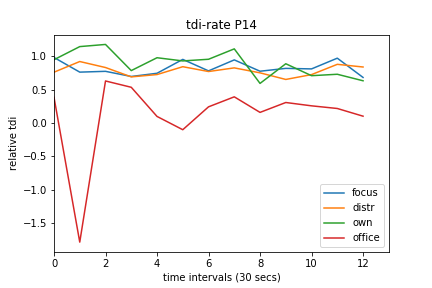 tdi-rate P14
relative tdi
1.0
0.5
0.0
−0.5
−1.0
−1.5
0 2 4 6 8 10 12
time intervals (30 secs)
focus
distr
own
office